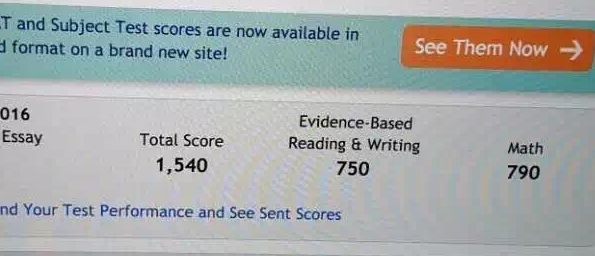 T and Subject Test scores are now available in
d format on a brand new site!
See Them Now
016
Essay
Total Score
1,540
Evidence-Based
Reading & Writing
750
Math
790
nd Your Test Performance and See Sent Scores